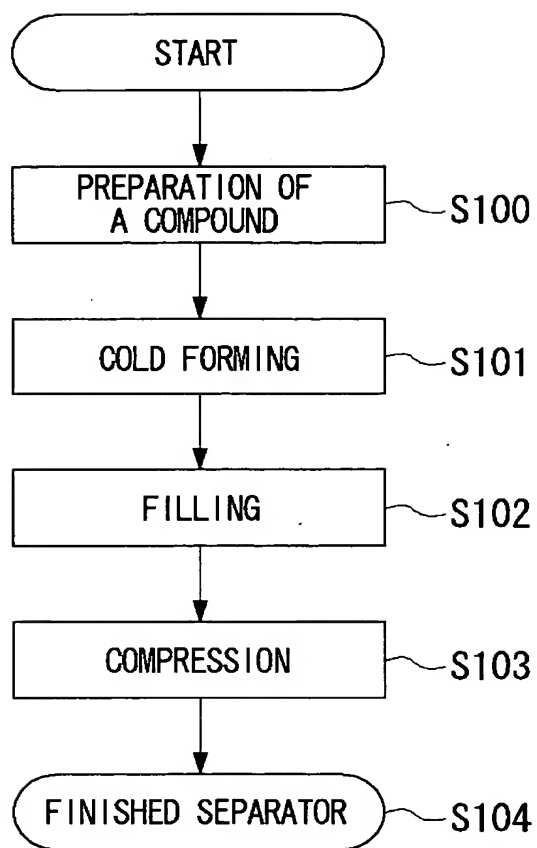 START
PREPARATION OF
A COMPOUND
S100
COLD FORMING
S101
FILLING
S102
COMPRESSION
S103
FINISHED SEPARATOR
S104